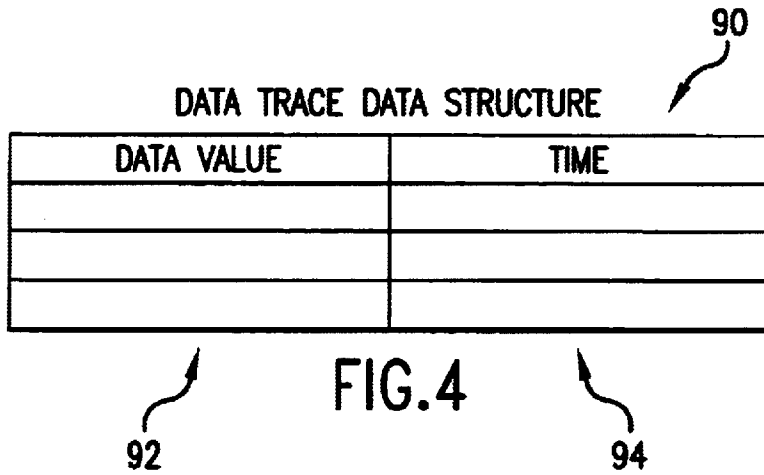 90
DATA TRACE DATA STRUCTURE
DATA VALUE TIME
FIG.4
92 94